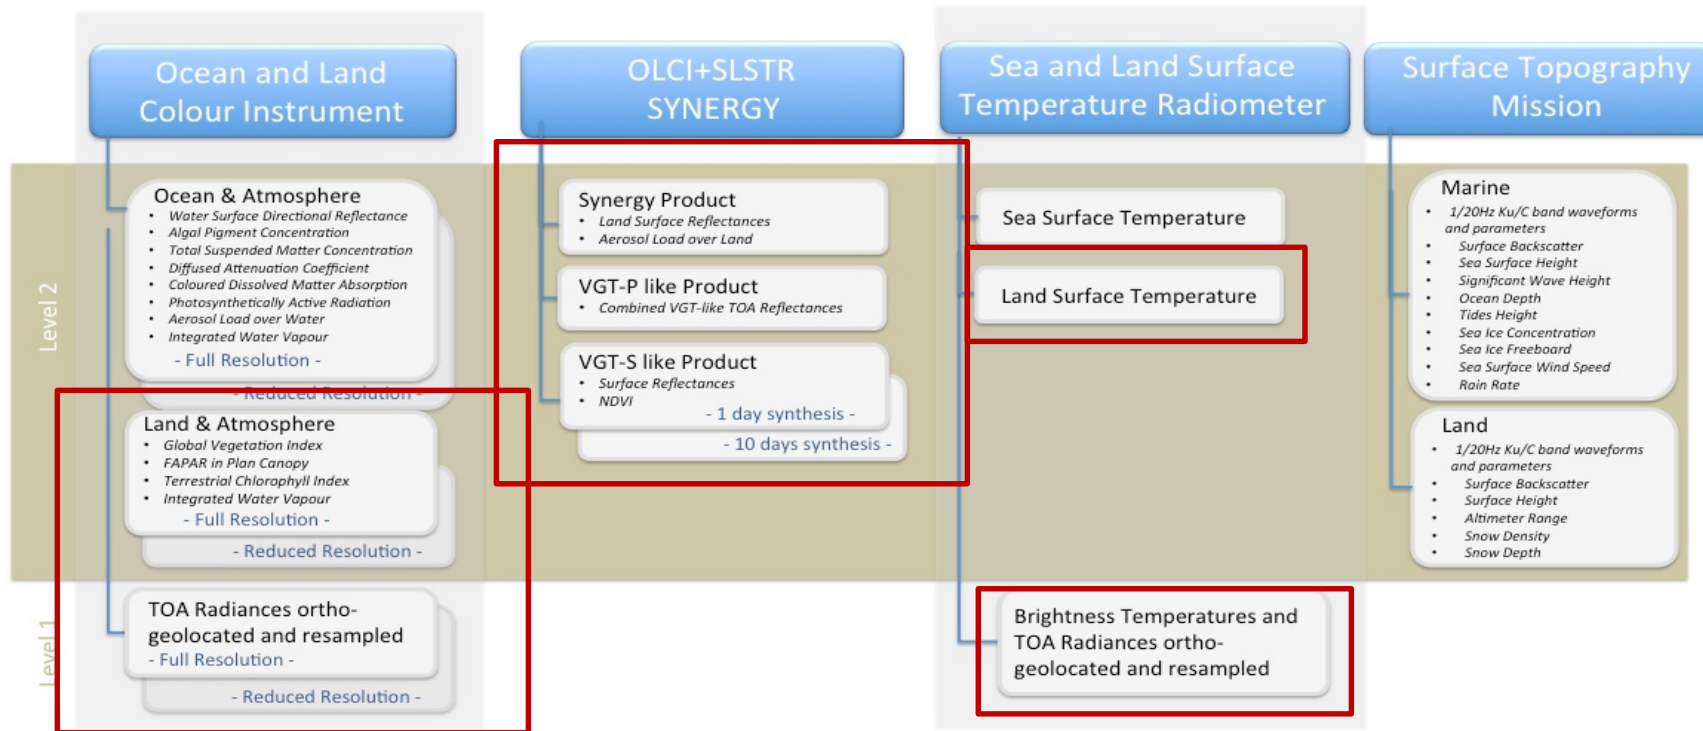 Ocean and Land
Colour Instrument
OLCI+SLSTR
SYNERGY
Sea and Land Surface
Temperature Radiometer
Surface Topography
Mission
Level 2
Ocean & Atmosphere
• Water Surface Directional Reflectance
• Algal Pigment Concentration
• Total Suspended Matter Concentration
• Diffused Attenuation Coefficient
• Coloured Dissolved Matter Absorption
• Photosynthetically Active Radiation
• Aerosol Load over Water
• Integrated Water Vapour
- Full Resolution -
- Reduced Resolution -
Land & Atmosphere
• Global Vegetation Index
• FAPAR in Plan Canopy
• Terrestrial Chlorophyll Index
• Integrated Water Vapour
- Full Resolution -
- Reduced Resolution -
Synergy Product
• Land Surface Reflectances
• Aerosol Load over Land
VGT-P like Product
• Combined VGT-like TOA Reflectances
VGT-S like Product
• Surface Reflectances
• NDVI
- 1 day synthesis -
- 10 days synthesis -
Sea Surface Temperature
Land Surface Temperature
Marine
• 1/20Hz Ku/C band waveforms
and parameters
• Surface Backscatter
• Sea Surface Height
• Significant Wave Height
• Ocean Depth
• Tides Height
• Sea Ice Concentration
• Sea Ice Freeboard
• Sea Surface Wind Speed
• Rain Rate
Land
• 1/20Hz Ku/C band waveforms
and parameters
• Surface Backscatter
• Surface Height
• Altimeter Range
• Snow Density
• Snow Depth
Level 1
TOA Radiances ortho-
geolocated and resampled
- Full Resolution -
- Reduced Resolution -
Brightness Temperatures and
TOA Radiances ortho-
geolocated and resampled